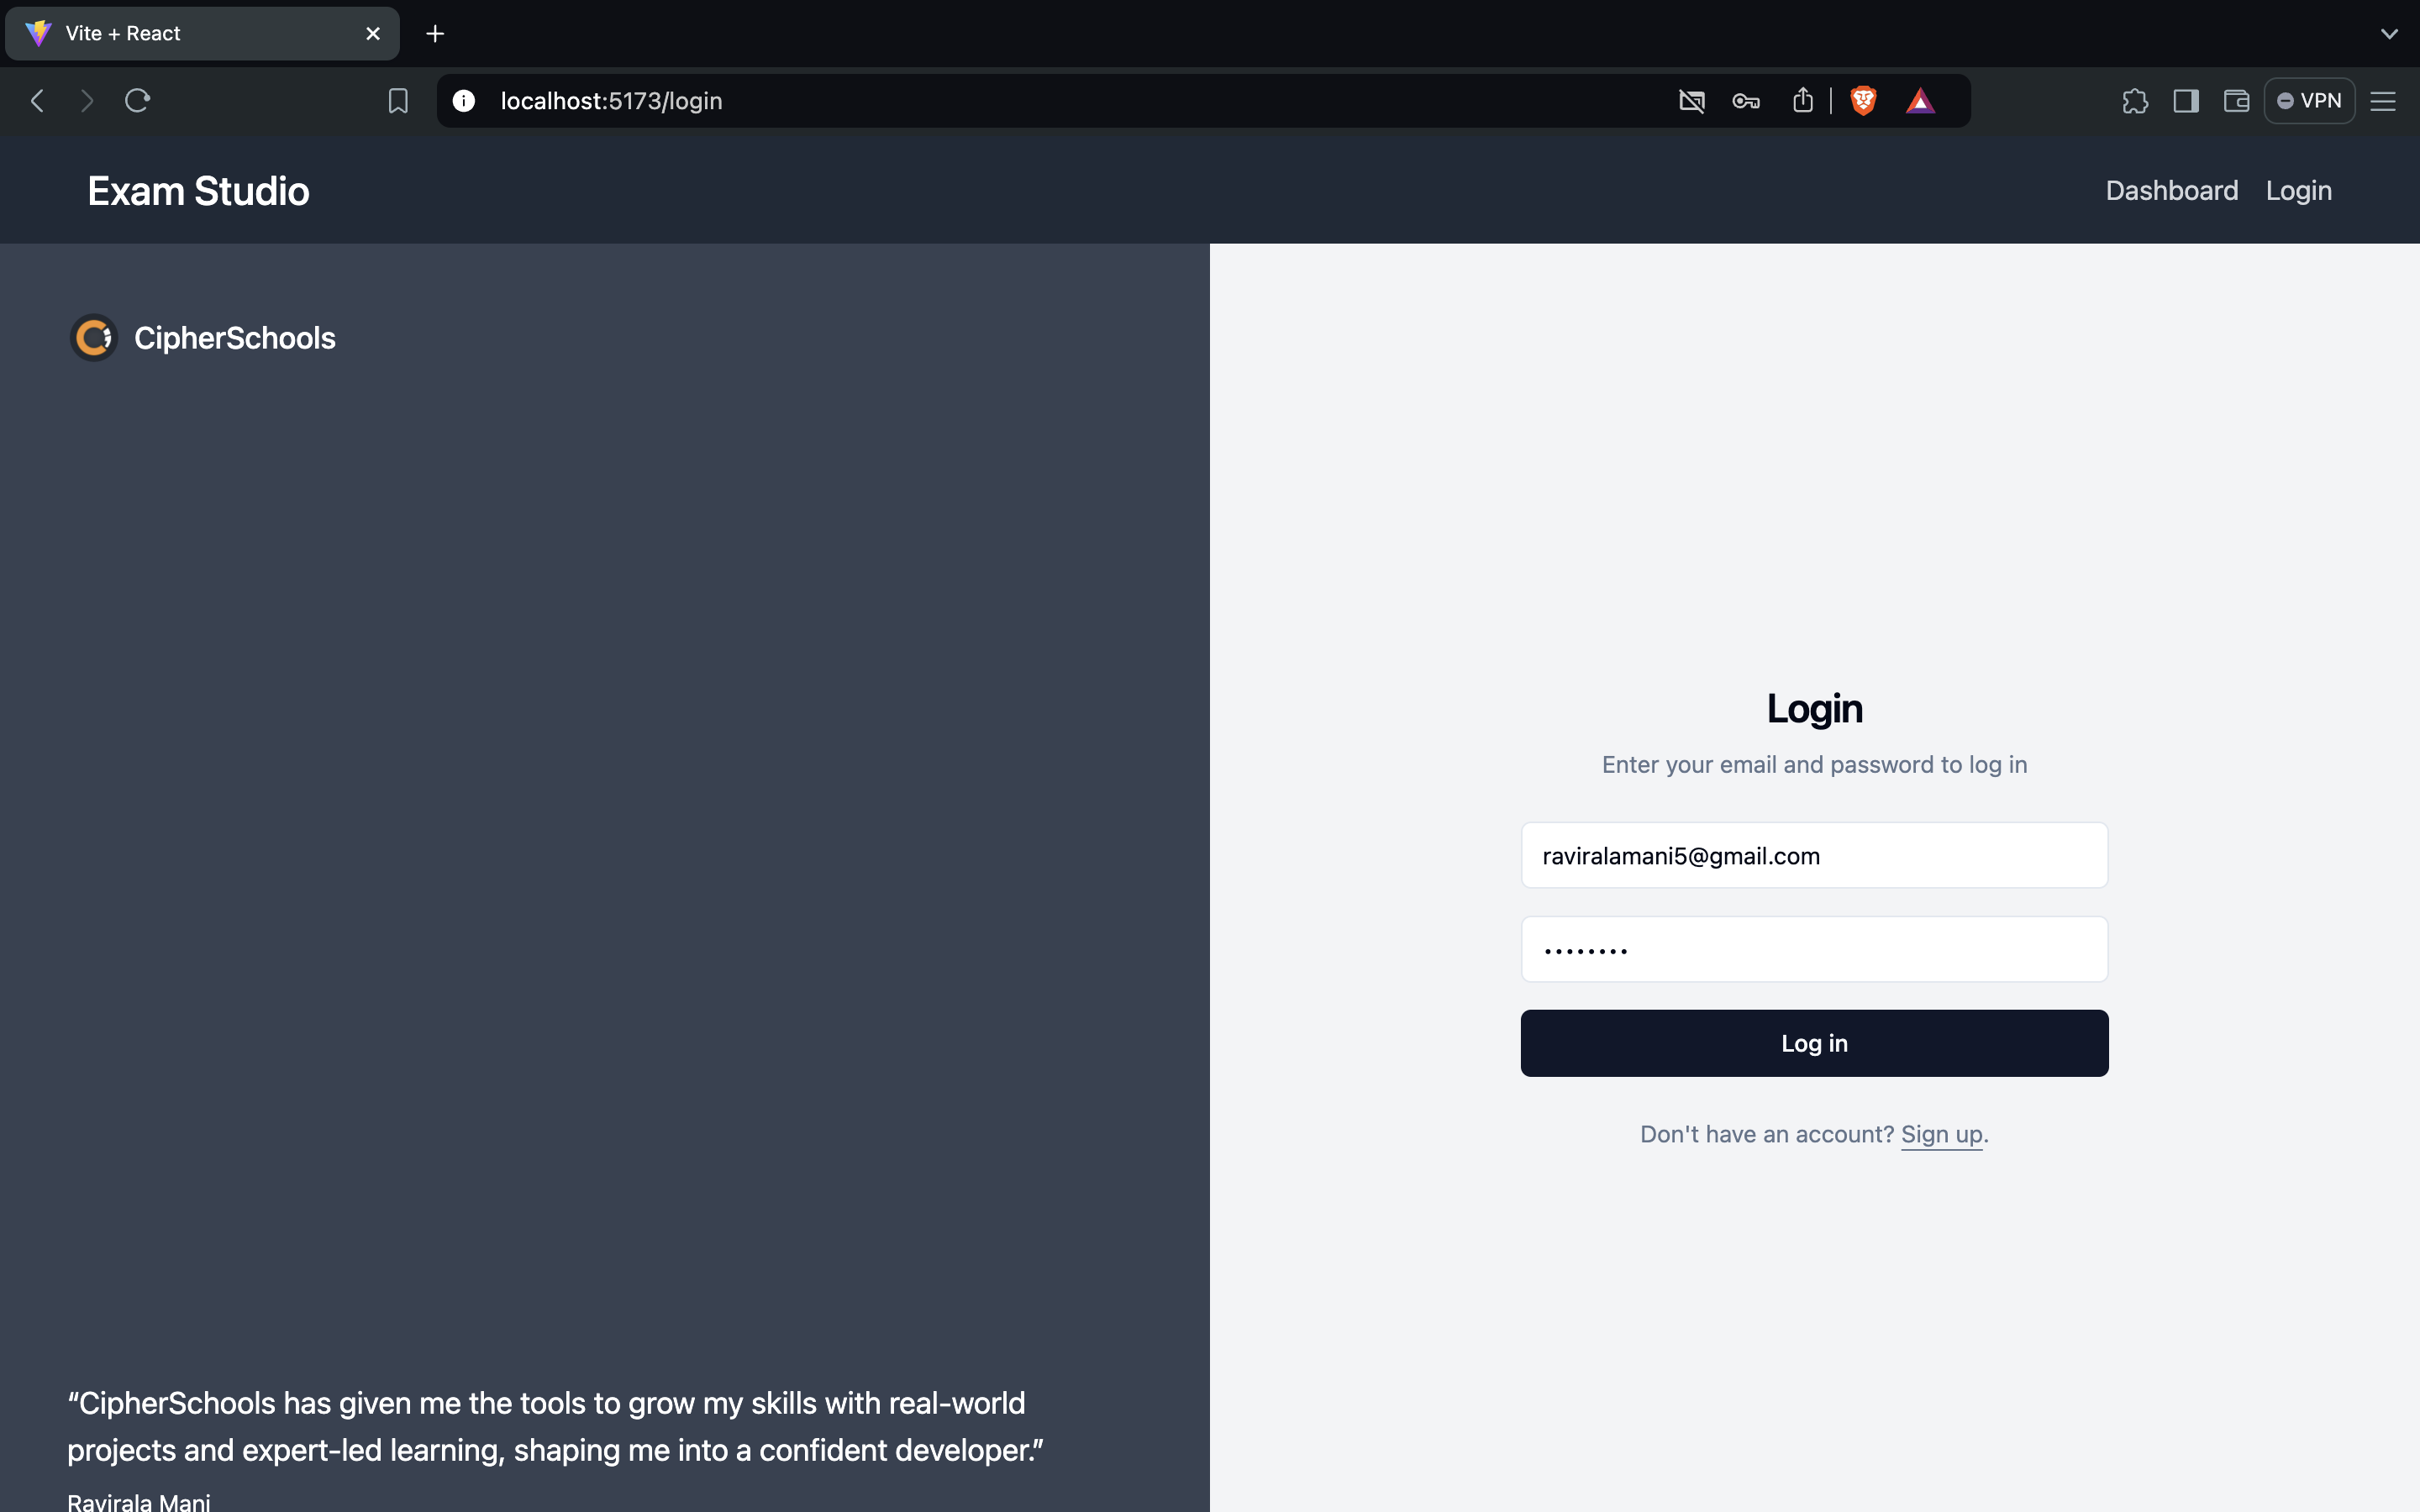 Vite + React
localhost:5173/login
VPN
Exam Studio
Dashboard
Login
CipherSchools
“CipherSchools has given me the tools to grow my skills with real-world
projects and expert-led learning, shaping me into a confident developer.”
Ravirala Mani
Login
Enter your email and password to log in
raviralamani5@gmail.com
••••••••
Log in
Don't have an account? Sign up.